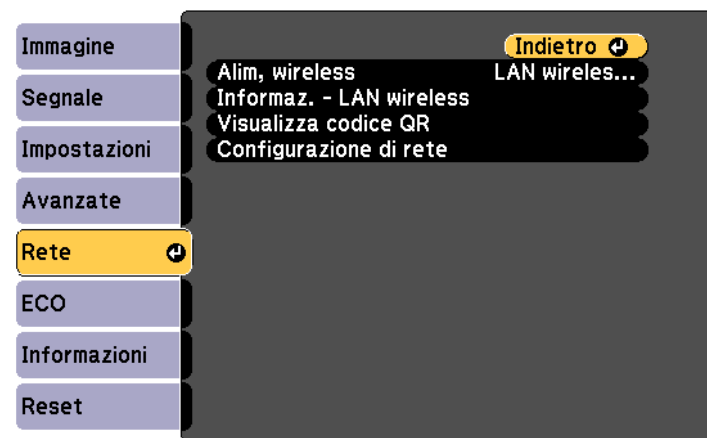 Immagine
Segnale
Impostazioni
Avanzate
Rete
ECO
Informazioni
Reset
Indietro
Alim, wireless LAN wireles...
Informaz. - LAN wireless
Visualizza codice QR
Configurazione di rete